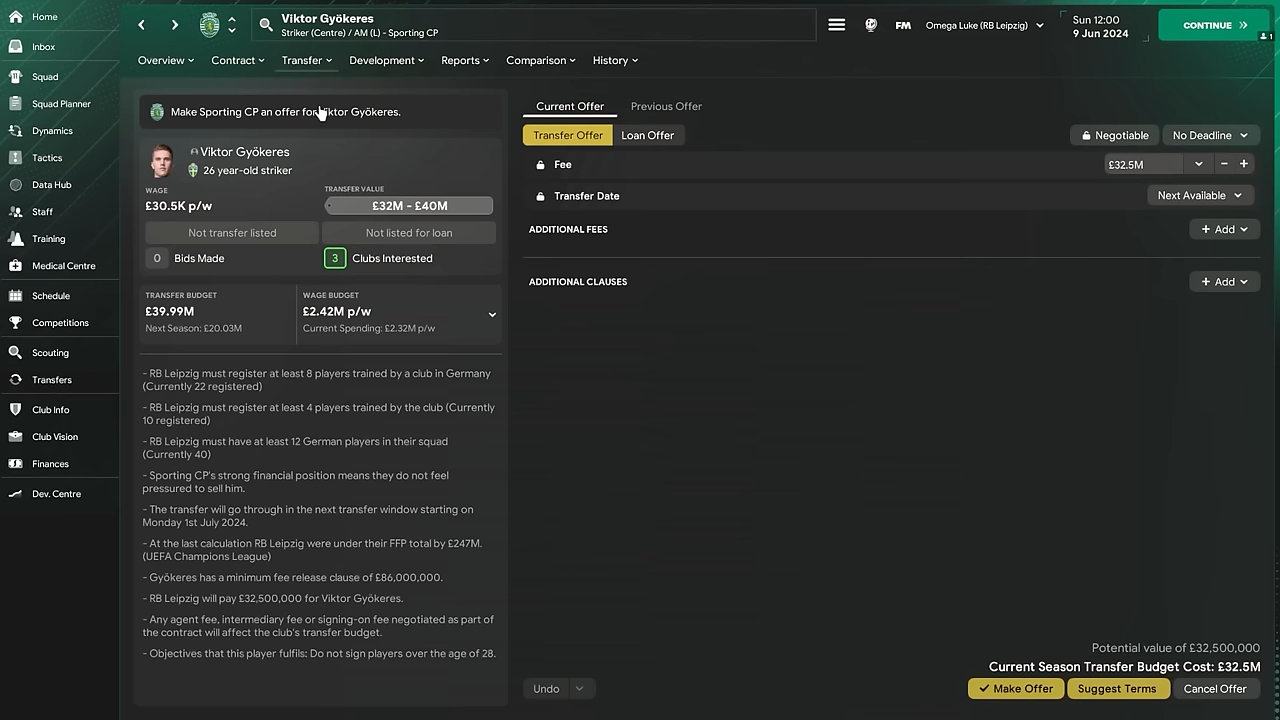 Home
Inbox
Squad
Squad Planner
Dynamics
Tactics
Data Hub
Staff
Training
Medical Centre
Schedule
Competitions
Scouting
Transfers
Club Info
Club Vision
Finances
Dev. Centre
Viktor Gyökeres
Striker (Centre) / AM (L) - Sporting CP
FM
Omega Luke (RB Leipzig)
Sun 12:00
9 Jun 2024
CONTINUE
1
Overview
Contract
Transfer
Development
Reports
Comparison
History
Make Sporting CP an offer for Viktor Gyökeres.
Viktor Gyökeres
26 year-old striker
WAGE
£30.5K p/w
TRANSFER VALUE
£32M - £40M
Not transfer listed
Not listed for loan
0 Bids Made
3 Clubs Interested
TRANSFER BUDGET
£39.99M
Next Season: £20.03M
WAGE BUDGET
£2.42M p/w
Current Spending: £2.32M p/w
- RB Leipzig must register at least 8 players trained by a club in Germany
(Currently 22 registered)
- RB Leipzig must register at least 4 players trained by the club (Currently
10 registered)
- RB Leipzig must have at least 12 German players in their squad
(Currently 40)
- Sporting CP's strong financial position means they do not feel
pressured to sell him.
- The transfer will go through in the next transfer window starting on
Monday 1st July 2024.
- At the last calculation RB Leipzig were under their FFP total by £247M.
(UEFA Champions League)
- Gyökeres has a minimum fee release clause of £86,000,000.
- RB Leipzig will pay £32,500,000 for Viktor Gyökeres.
- Any agent fee, intermediary fee or signing-on fee negotiated as part of
the contract will affect the club's transfer budget.
- Objectives that this player fulfils: Do not sign players over the age of 28.
Current Offer
Previous Offer
Transfer Offer
Loan Offer
Negotiable
No Deadline
Fee
£32.5M
Transfer Date
Next Available
ADDITIONAL FEES
+ Add
ADDITIONAL CLAUSES
+ Add
Potential value of £32,500,000
Current Season Transfer Budget Cost: £32.5M
Undo
Make Offer
Suggest Terms
Cancel Offer